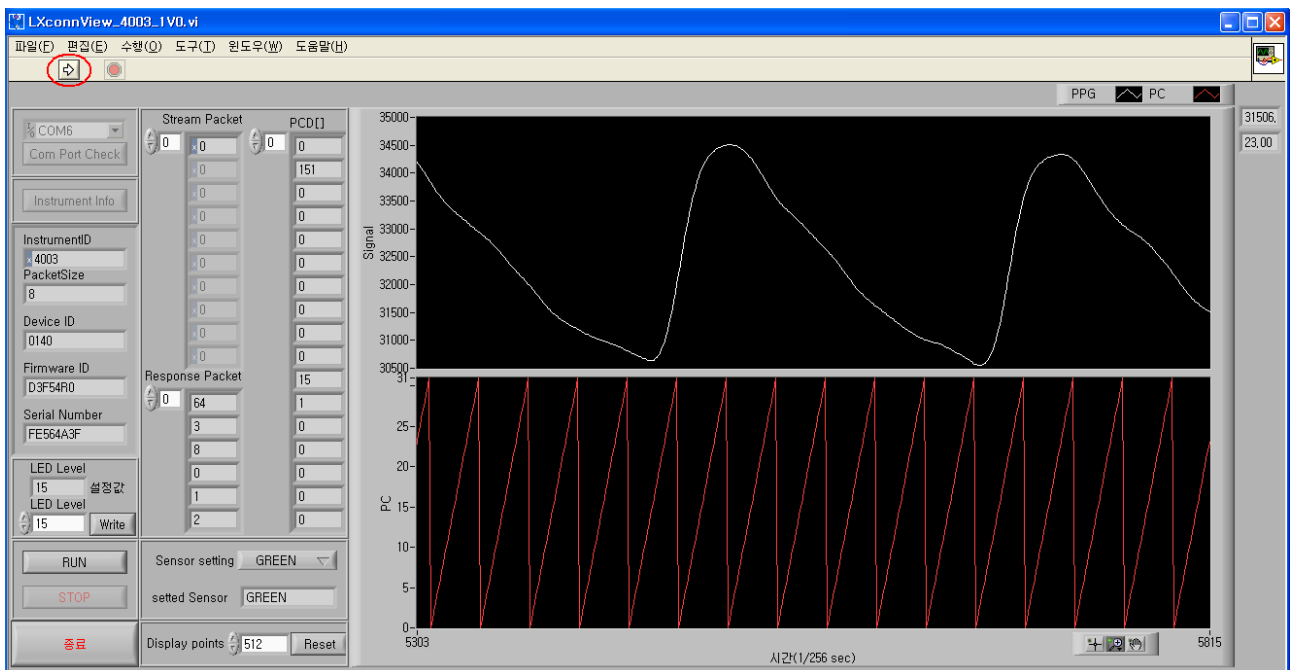 LXconnView_4003_1V0.vi
파일(F) 편집(E) 수행(O) 도구(T) 윈도우(W) 도움말(H)
PPG PC
COM6
Com Port Check
Instrument Info
InstrumentID
x 4003
PacketSize
8
Device ID
0140
Firmware ID
D3F54R0
Serial Number
FE564A3F
LED Level
15 설정값
LED Level
15 Write
RUN
STOP
종료
Stream Packet
0
x 0
x 0
x 0
x 0
x 0
x 0
x 0
x 0
x 0
x 0
Response Packet
0
64
3
8
0
1
2
PCD[]
0
0
151
0
0
0
0
0
0
0
0
15
1
0
0
0
0
0
Sensor setting GREEN
setted Sensor GREEN
Display points 512 Reset
Signal
35000
34500
34000
33500
33000
32500
32000
31500
31000
30500
PC
31
25
20
15
10
5
0
5303 5815
시간(1/256 sec)
31506.
23.00